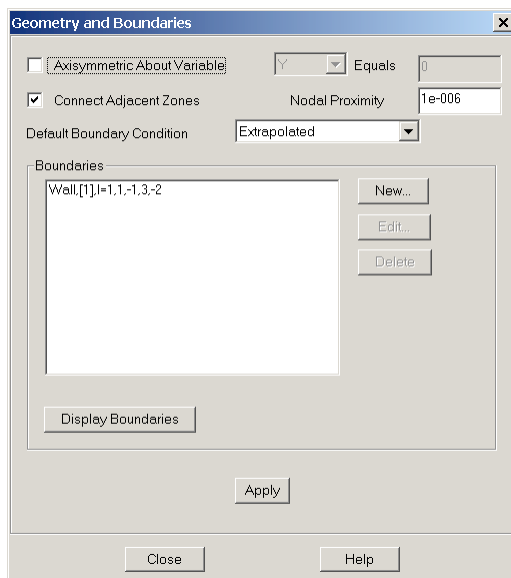 Geometry and Boundaries
Axisymmetric About Variable Y Equals 0
Connect Adjacent Zones Nodal Proximity 1e-006
Default Boundary Condition Extrapolated
Boundaries
Wall,[1],I=1,1,-1,3,-2
New...
Edit...
Delete
Display Boundaries
Apply
Close Help